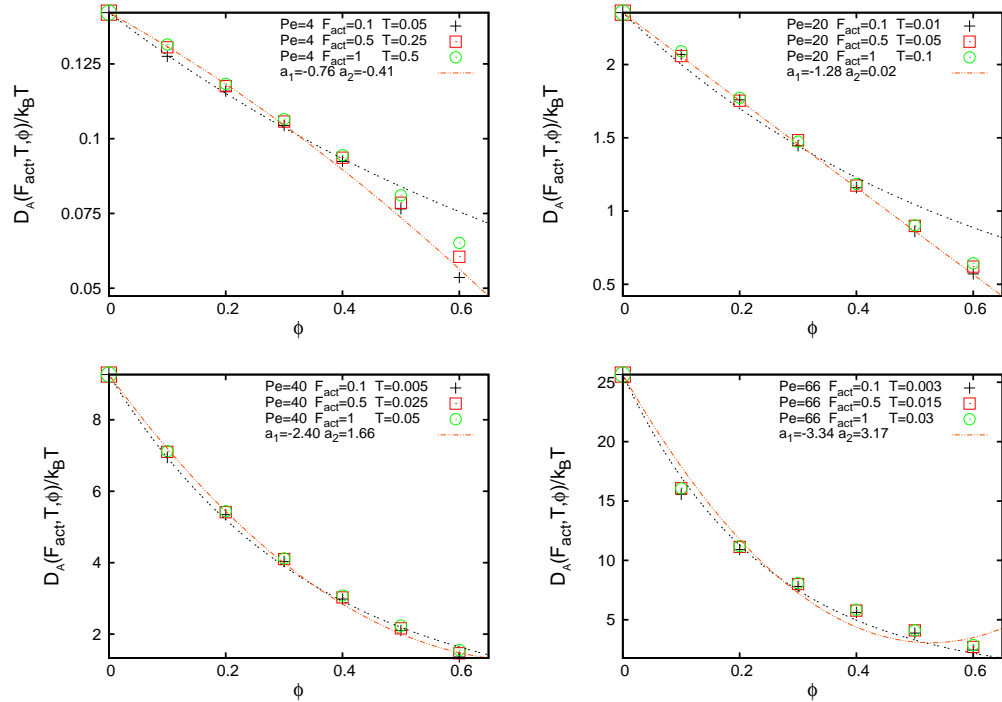 Pe=4 F_act=0.1 T=0.05
Pe=4 F_act=0.5 T=0.25
Pe=4 F_act=1 T=0.5
a_1=-0.76 a_2=-0.41
0.125
0.1
0.075
0.05
D_A(F_act,T,ϕ)/k_BT
0 0.2 0.4 0.6
ϕ
Pe=20 F_act=0.1 T=0.01
Pe=20 F_act=0.5 T=0.05
Pe=20 F_act=1 T=0.1
a_1=-1.28 a_2=0.02
2
1.5
1
0.5
D_A(F_act,T,ϕ)/k_BT
0 0.2 0.4 0.6
ϕ
Pe=40 F_act=0.1 T=0.005
Pe=40 F_act=0.5 T=0.025
Pe=40 F_act=1 T=0.05
a_1=-2.40 a_2=1.66
8
6
4
2
D_A(F_act,T,ϕ)/k_BT
0 0.2 0.4 0.6
ϕ
Pe=66 F_act=0.1 T=0.003
Pe=66 F_act=0.5 T=0.015
Pe=66 F_act=1 T=0.03
a_1=-3.34 a_2=3.17
25
20
15
10
5
D_A(F_act,T,ϕ)/k_BT
0 0.2 0.4 0.6
ϕ